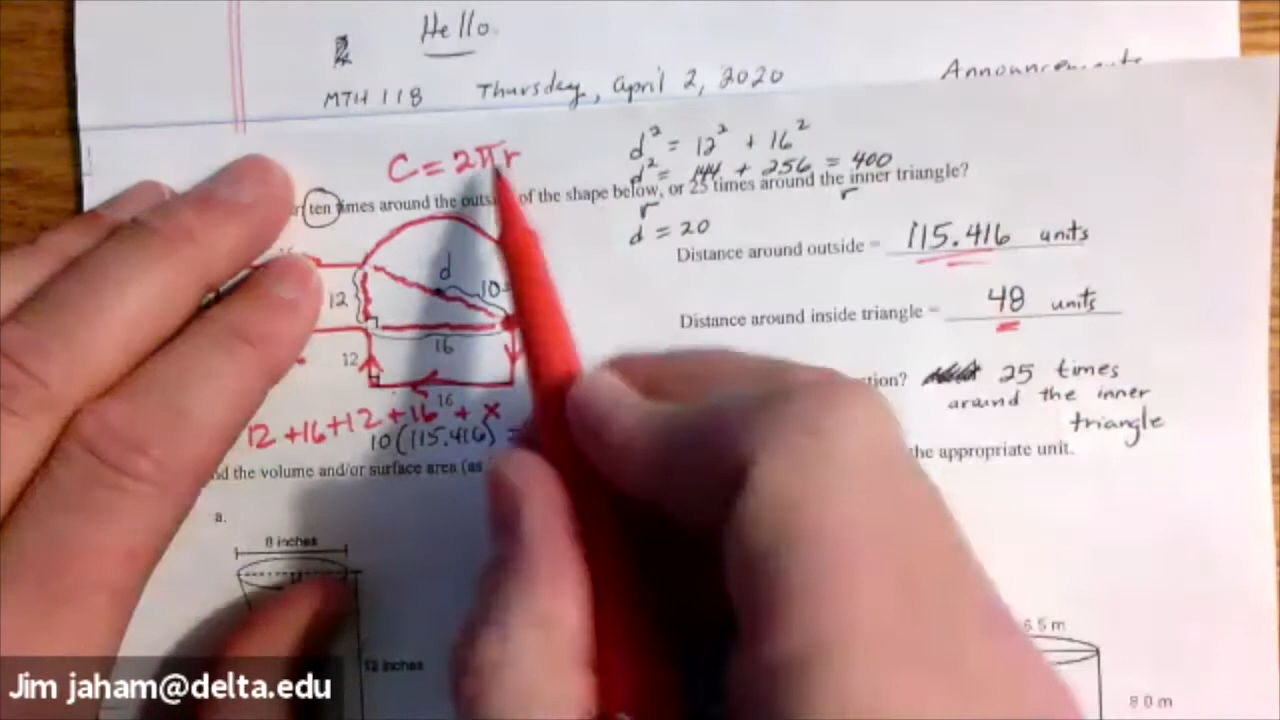 Hello.
MTH 118 Thursday, April 2, 2020 Announcements
C = 2πr
d² = 12² + 16²
d² = 144 + 256 = 400
ten times around the outside of the shape below, or 25 times around the inner triangle?
r r
d = 20
Distance around outside = 115.416 units
d
12 10
16
Distance around inside triangle = 48 units
12
16
25 times
around the inner
triangle
12 + 16 + 12 + 16 + x
10(115.416) =
the volume and/or surface area (as the appropriate unit.
a.
8 inches
12 inches
6.5 m
8.0 m
Jim jaham@delta.edu